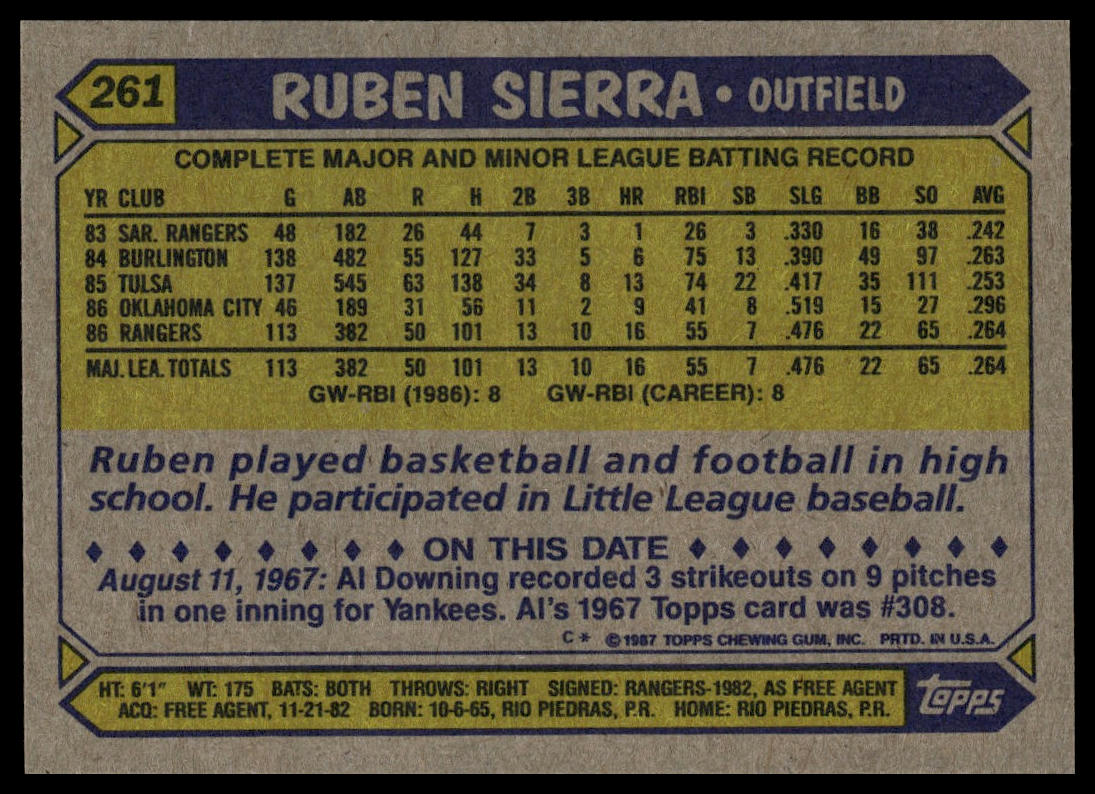 261 RUBEN SIERRA • OUTFIELD
COMPLETE MAJOR AND MINOR LEAGUE BATTING RECORD
YR CLUB G AB R H 2B 3B HR RBI SB SLG BB SO AVG
83 SAR. RANGERS 48 182 26 44 7 3 1 26 3 .330 16 38 .242
84 BURLINGTON 138 482 55 127 33 5 6 75 13 .390 49 97 .263
85 TULSA 137 545 63 138 34 8 13 74 22 .417 35 111 .253
86 OKLAHOMA CITY 46 189 31 56 11 2 9 41 8 .519 15 27 .296
86 RANGERS 113 382 50 101 13 10 16 55 7 .476 22 65 .264
MAJ. LEA. TOTALS 113 382 50 101 13 10 16 55 7 .476 22 65 .264
GW-RBI (1986): 8 GW-RBI (CAREER): 8
Ruben played basketball and football in high
school. He participated in Little League baseball.
ON THIS DATE
August 11, 1967: Al Downing recorded 3 strikeouts on 9 pitches
in one inning for Yankees. Al's 1967 Topps card was #308.
C * ©1987 TOPPS CHEWING GUM, INC. PRTD. IN U.S.A.
HT: 6'1" WT: 175 BATS: BOTH THROWS: RIGHT SIGNED: RANGERS-1982, AS FREE AGENT
ACQ: FREE AGENT, 11-21-82 BORN: 10-6-65, RIO PIEDRAS, P.R. HOME: RIO PIEDRAS, P.R.
Topps